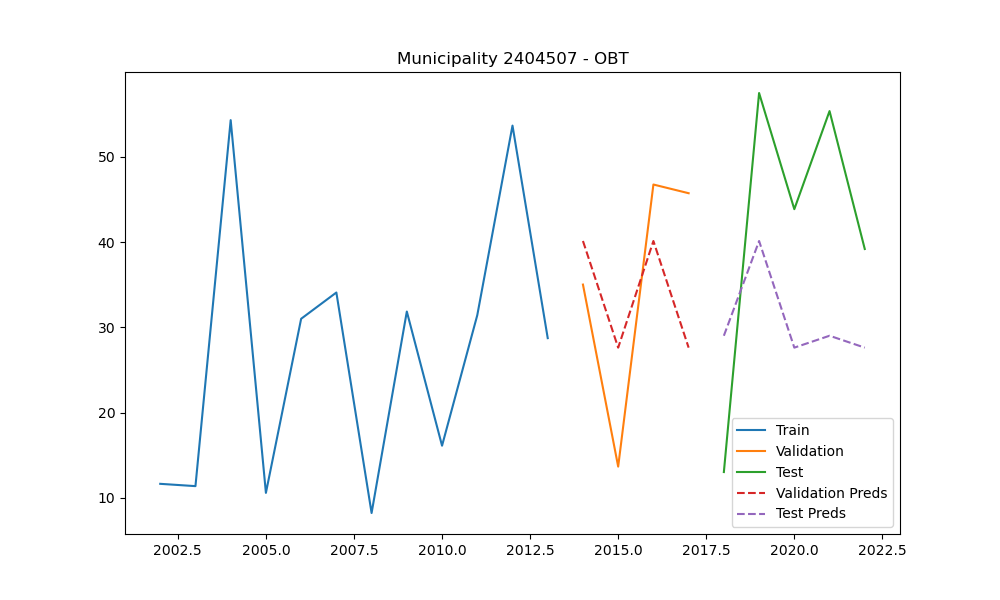 Municipality 2404507 - OBT
50
40
30
20
10
2002.5 2005.0 2007.5 2010.0 2012.5 2015.0 2017.5 2020.0 2022.5
Train
Validation
Test
Validation Preds
Test Preds